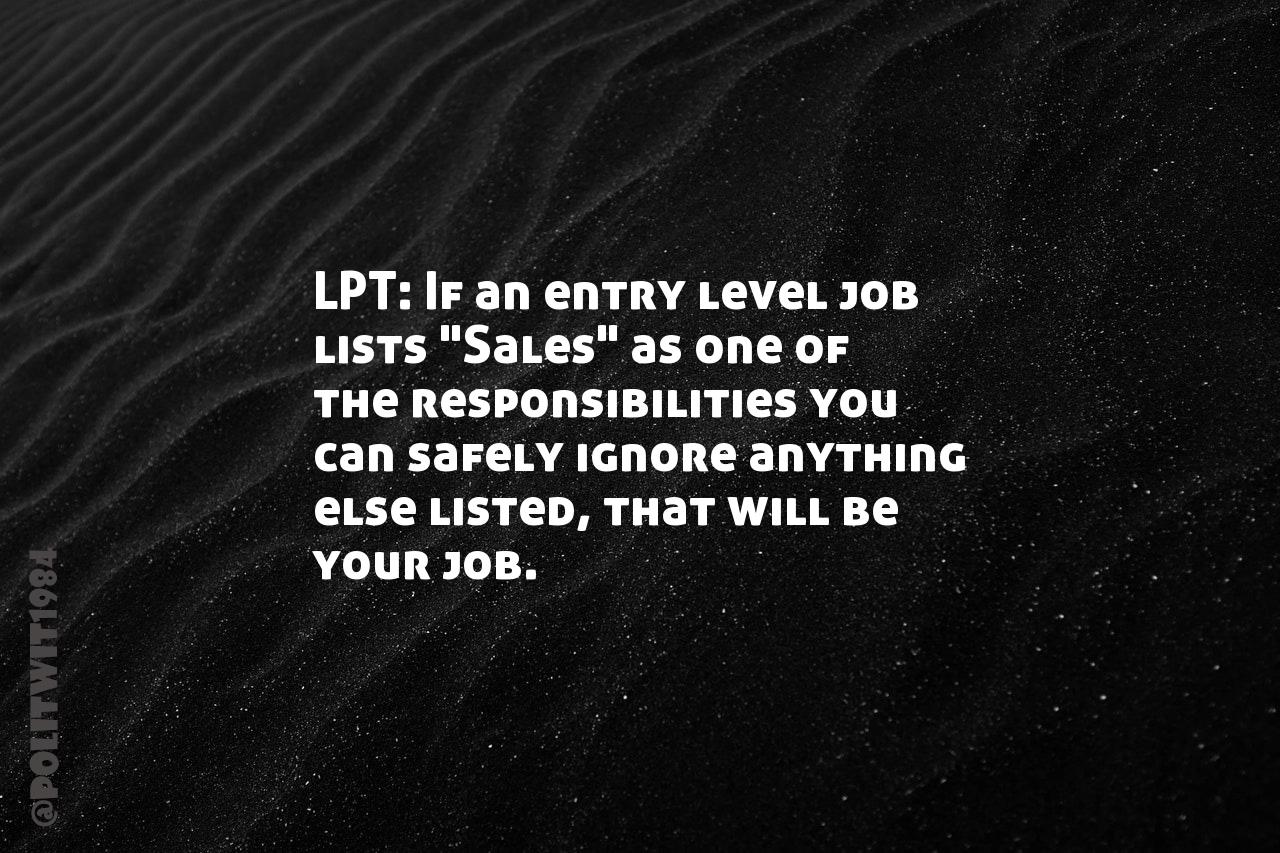 LPT: If an entry level job
lists "Sales" as one of
the responsibilities you
can safely ignore anything
else listed, that will be
your job.
@politwit1984